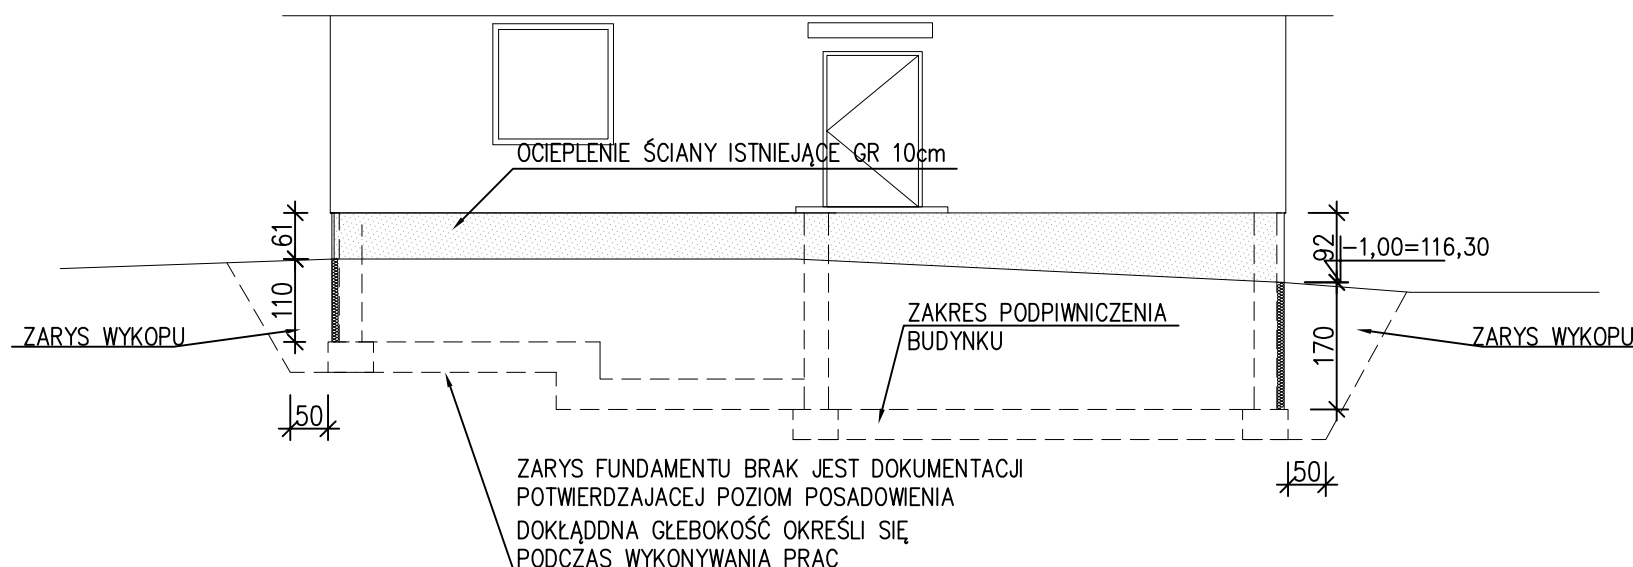 OCIEPLENIE ŚCIANY ISTNIEJĄCE GR 10cm
61
92
-1,00=116,30
110
ZARYS WYKOPU
ZAKRES PODPIWNICZENIA
BUDYNKU
170
ZARYS WYKOPU
50
ZARYS FUNDAMENTU BRAK JEST DOKUMENTACJI
POTWIERDZAJACEJ POZIOM POSADOWIENIA
50
DOKŁĄDDNA GŁEBOKOŚĆ OKREŚLI SIĘ
PODCZAS WYKONYWANIA PRAC